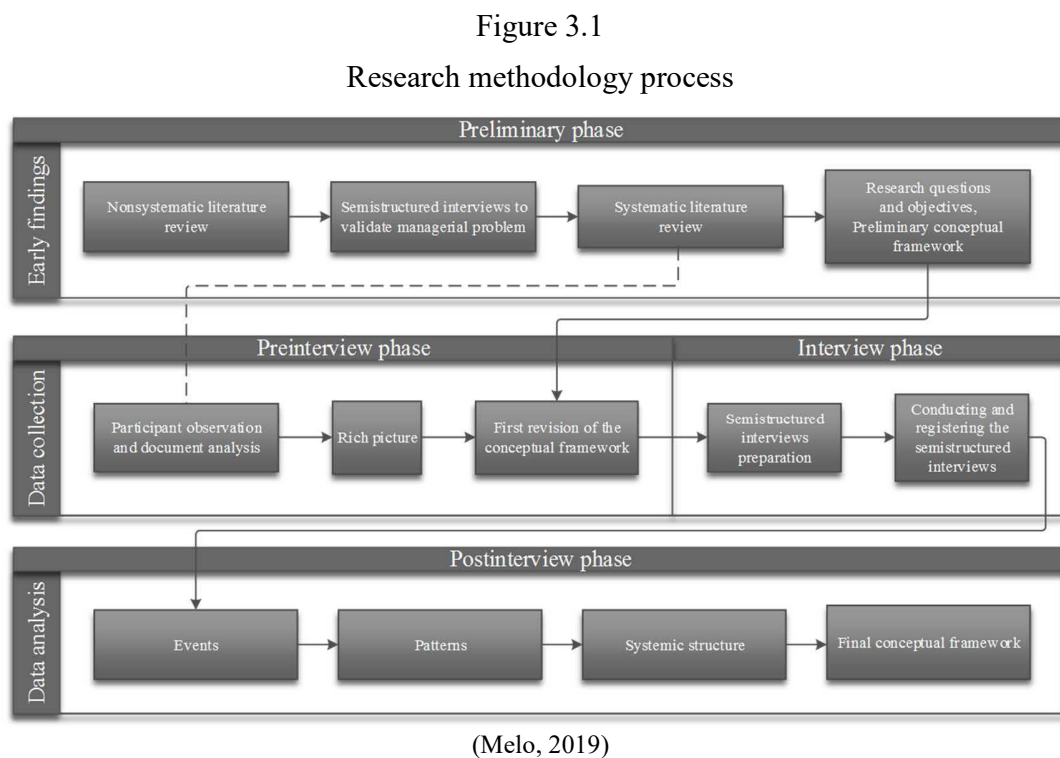 Figure 3.1
Research methodology process
Preliminary phase
Early findings
Nonsystematic literature
review
Semistructured interviews to
validate managerial problem
Systematic literature
review
Research questions
and objectives,
Preliminary conceptual
framework
Preinterview phase
Interview phase
Data collection
Participant observation
and document analysis
Rich picture
First revision of the
conceptual framework
Semistructured
interviews
preparation
Conducting and
registering the
semistructured
interviews
Postinterview phase
Data analysis
Events
Patterns
Systemic structure
Final conceptual framework
(Melo, 2019)